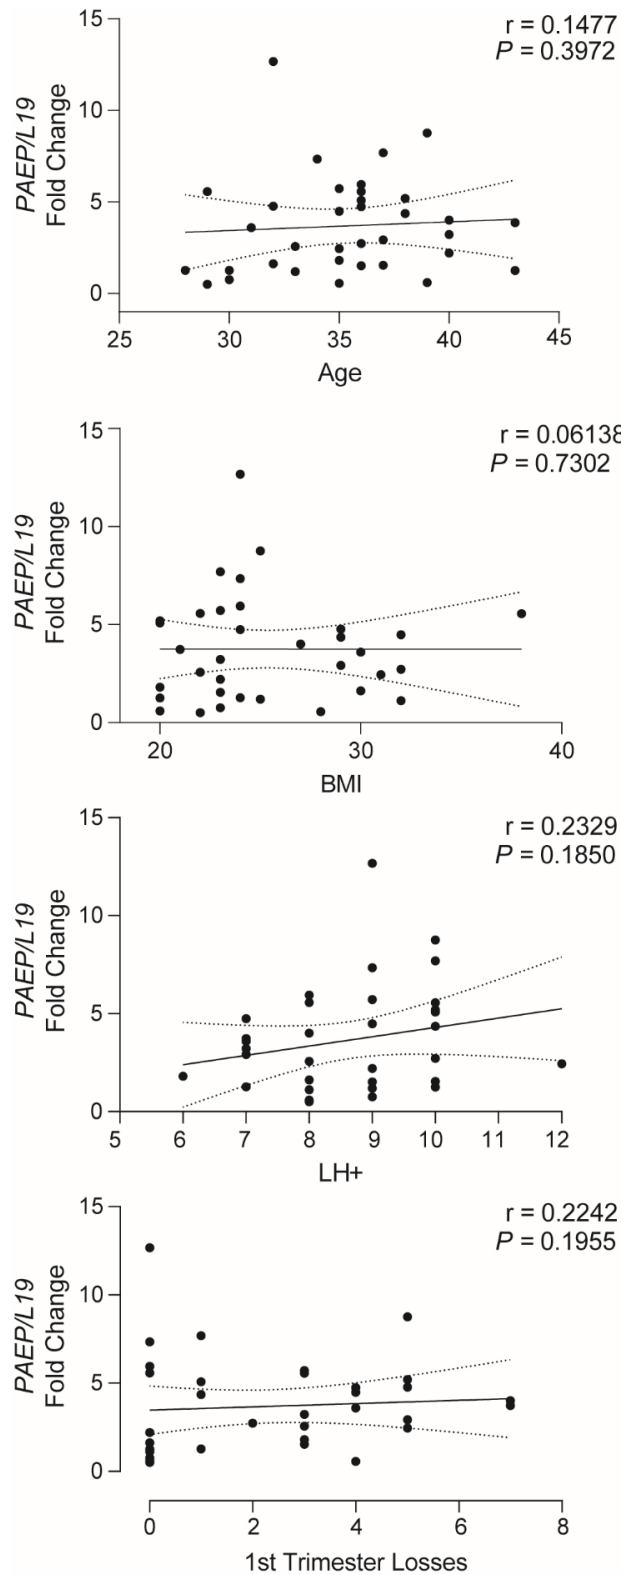 r = 0.1477
P = 0.3972
PAEP/L19
Fold Change
15
10
5
0
25 30 35 40 45
Age
r = 0.06138
P = 0.7302
PAEP/L19
Fold Change
15
10
5
0
20 30 40
BMI
r = 0.2329
P = 0.1850
PAEP/L19
Fold Change
15
10
5
0
5 6 7 8 9 10 11 12
LH+
r = 0.2242
P = 0.1955
PAEP/L19
Fold Change
15
10
5
0
0 2 4 6 8
1st Trimester Losses